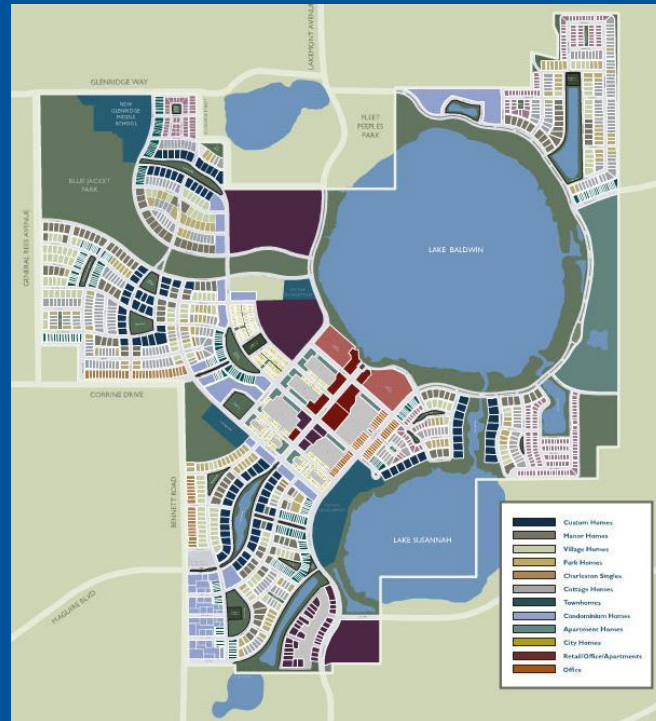 LAKEMONT AVENUE
GLENRIDGE WAY
NEW
GLENRIDGE
MIDDLE
SCHOOL
FLEET
PEEPLES
PARK
BLUE JACKET
PARK
GENERAL REES AVENUE
LAKE BALDWIN
CORRINE DRIVE
BENNETT ROAD
LAKE SUSANNAH
MAGUIRE BLVD
Custom Homes
Manor Homes
Village Homes
Park Homes
Charleston Singles
Cottage Homes
Townhomes
Condominium Homes
Apartment Homes
City Homes
Retail/Office/Apartments
Office